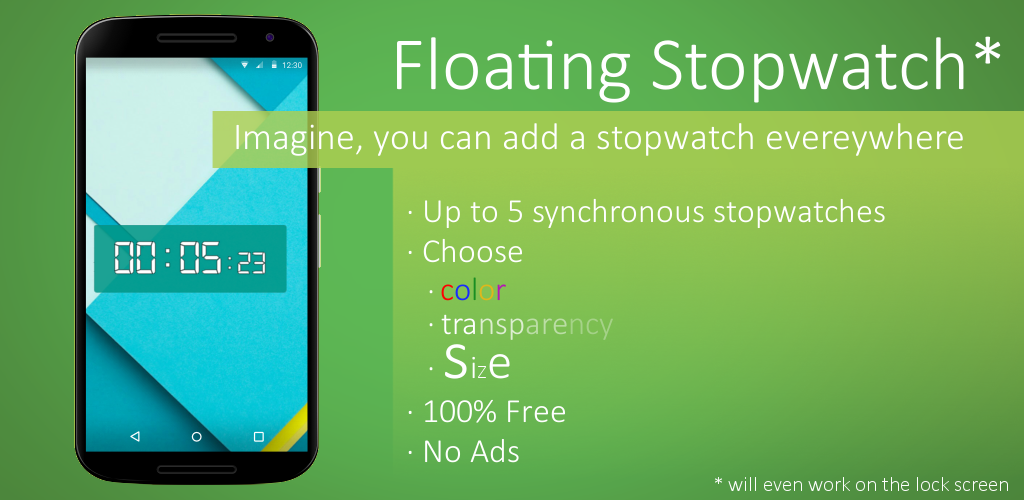 12:30
Floating Stopwatch*
Imagine, you can add a stopwatch evereywhere
00:05:23
· Up to 5 synchronous stopwatches
· Choose
· color
· transparency
· Size
· 100% Free
· No Ads
* will even work on the lock screen